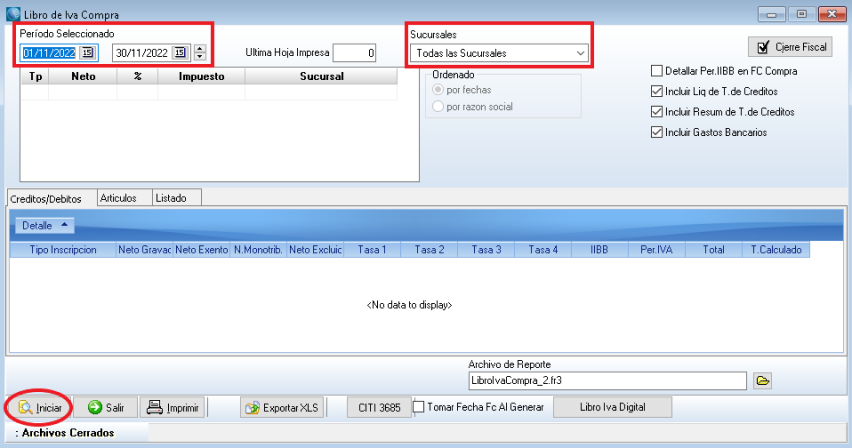 Libro de Iva Compra
Período Seleccionado
01/11/2022 15 30/11/2022 15
Ultima Hoja Impresa 0
Sucursales
Todas las Sucursales
Cierre Fiscal
Tp Neto % Impuesto Sucursal
Ordenado
por fechas
por razon social
Detallar Per.IIBB en FC Compra
Incluir Liq de T.de Creditos
Incluir Resum de T.de Creditos
Incluir Gastos Bancarios
Creditos/Debitos Articulos Listado
Detalle
Tipo Inscripcion Neto Gravac Neto Exento N.Monotrib. Neto Excluic Tasa 1 Tasa 2 Tasa 3 Tasa 4 IIBB Per.IVA Total T.Calculado
<No data to display>
Archivo de Reporte
LibroIvaCompra_2.fr3
Iniciar Salir Imprimir Exportar XLS CITI 3685 Tomar Fecha Fc Al Generar Libro Iva Digital
: Archivos Cerrados